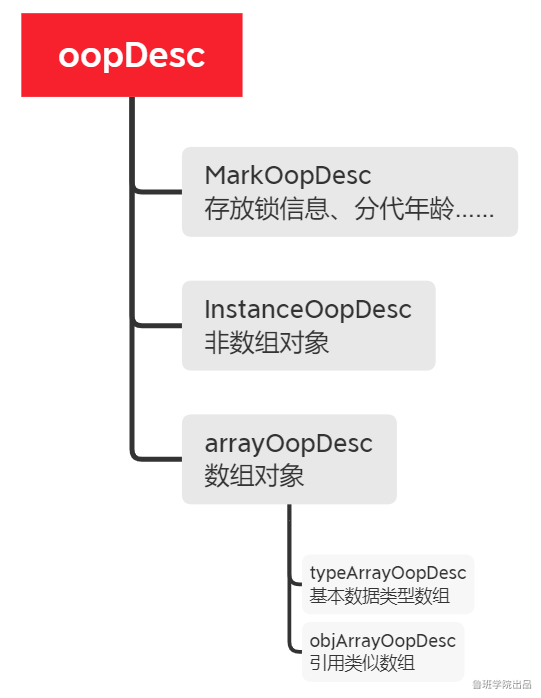 oopDesc
MarkOopDesc
存放锁信息、分代年龄……
InstanceOopDesc
非数组对象
arrayOopDesc
数组对象
typeArrayOopDesc
基本数据类型数组
objArrayOopDesc
引用类似数组
鲁班学院出品